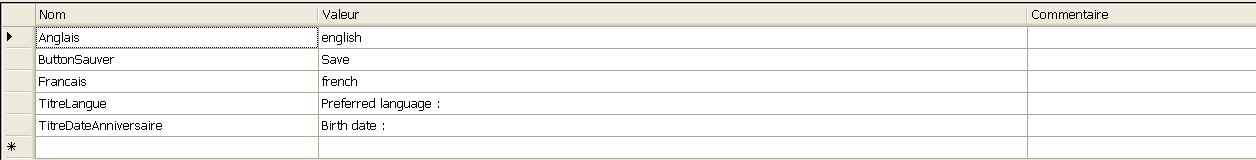 Nom Valeur Commentaire
Anglais english
ButtonSauver Save
Francais french
TitreLangue Preferred language :
TitreDateAnniversaire Birth date :